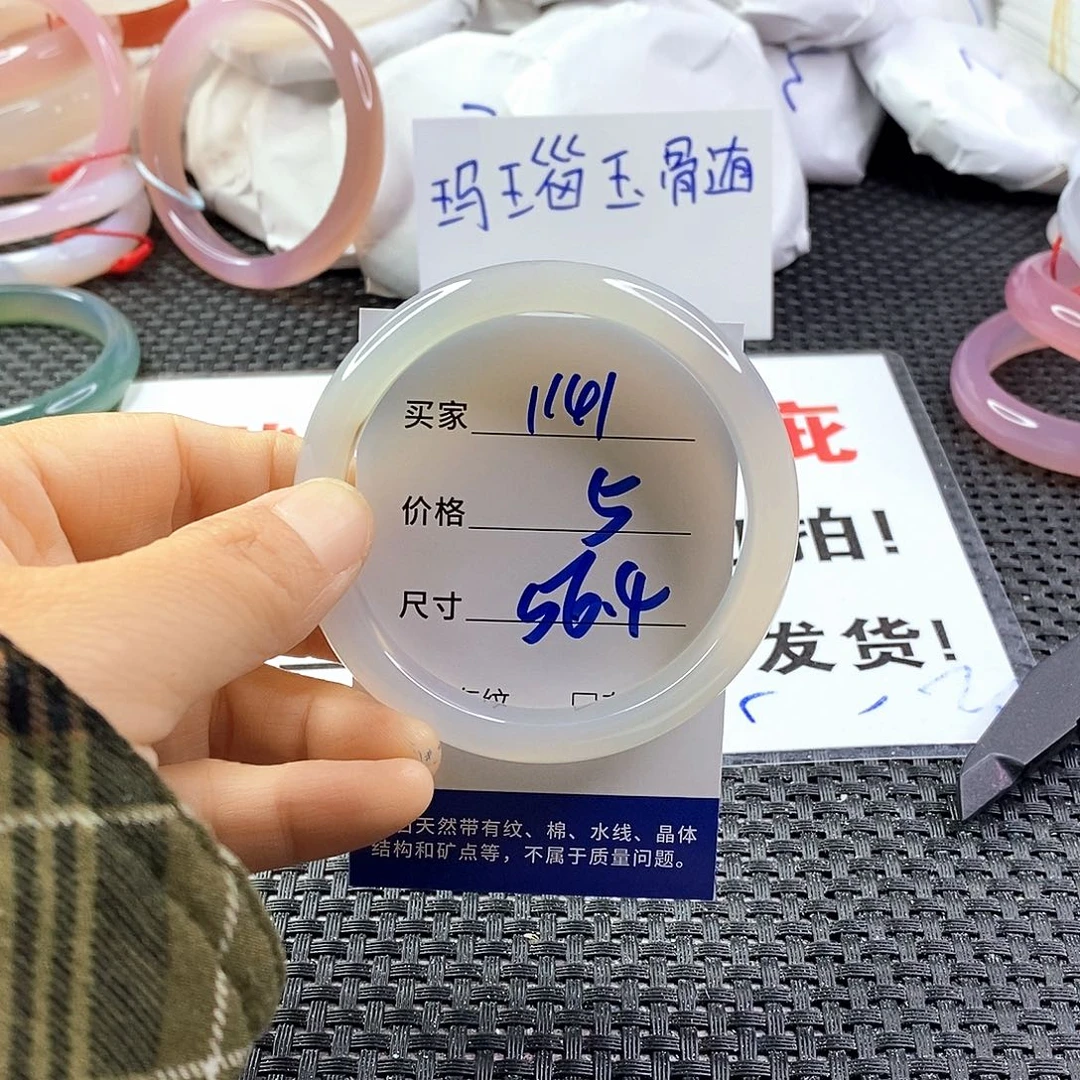 玛瑙玉骨髓
买家 1141
疵
价格 5
拍!
尺寸 56.4
发货!
天然带有纹、棉、水线、晶体
结构和矿点等，不属于质量问题。